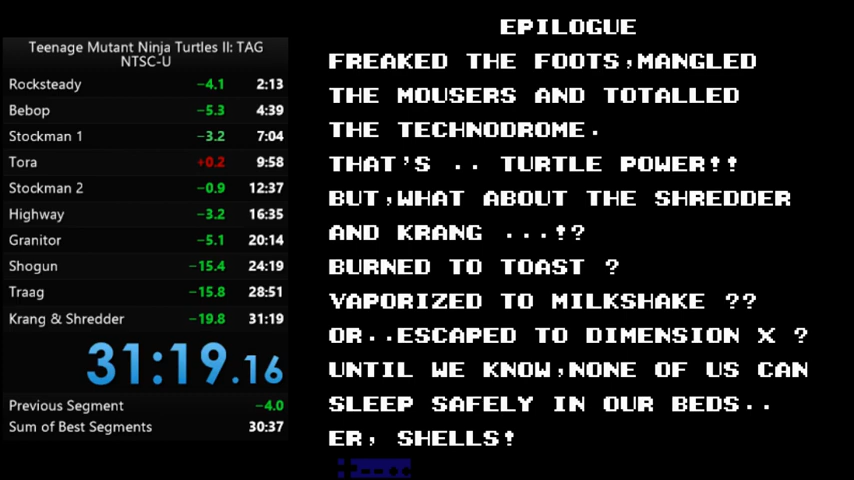 Teenage Mutant Ninja Turtles II: TAG
NTSC-U
Rocksteady −4.1 2:13
Bebop −5.3 4:39
Stockman 1 −3.2 7:04
Tora +0.2 9:58
Stockman 2 −0.9 12:37
Highway −3.2 16:35
Granitor −5.1 20:14
Shogun −15.4 24:19
Traag −15.8 28:51
Krang & Shredder −19.8 31:19
31:19.16
Previous Segment −4.0
Sum of Best Segments 30:37
EPILOGUE
FREAKED THE FOOTS,MANGLED
THE MOUSERS AND TOTALLED
THE TECHNODROME.
THAT'S .. TURTLE POWER!!
BUT,WHAT ABOUT THE SHREDDER
AND KRANG ...!?
BURNED TO TOAST ?
VAPORIZED TO MILKSHAKE ??
OR..ESCAPED TO DIMENSION X ?
UNTIL WE KNOW,NONE OF US CAN
SLEEP SAFELY IN OUR BEDS..
ER, SHELLS!